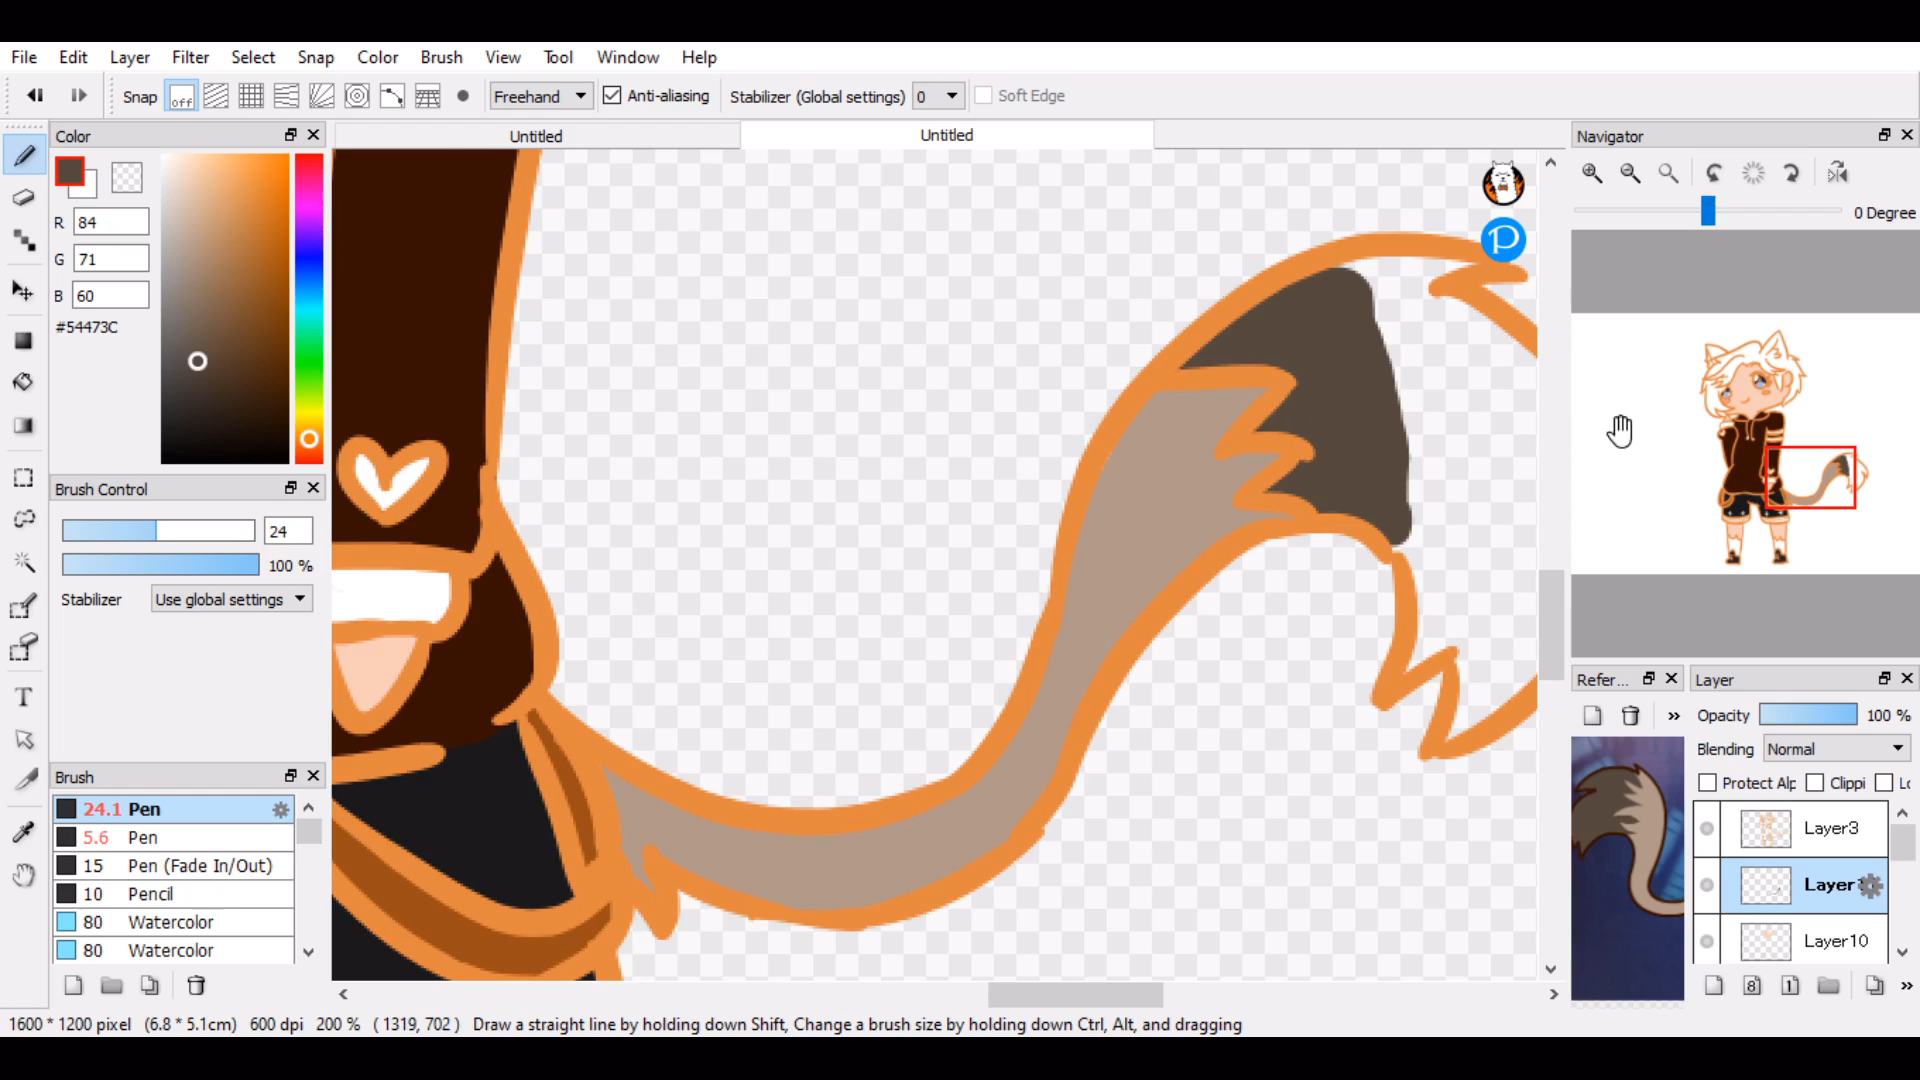 File Edit Layer Filter Select Snap Color Brush View Tool Window Help
Snap off Freehand Anti-aliasing Stabilizer (Global settings) 0 Soft Edge
Color
Untitled
Untitled
Navigator
R 84
G 71
B 60
#54473C
0 Degree
Brush Control
24
100 %
Stabilizer Use global settings
Brush
24.1 Pen
5.6 Pen
15 Pen (Fade In/Out)
10 Pencil
80 Watercolor
80 Watercolor
P
Refer...
Layer
Opacity 100 %
Blending Normal
Protect Alp Clippi Lc
Layer3
Layer
Layer10
8 1
1600 * 1200 pixel (6.8 * 5.1cm) 600 dpi 200 % ( 1319, 702 ) Draw a straight line by holding down Shift, Change a brush size by holding down Ctrl, Alt, and dragging